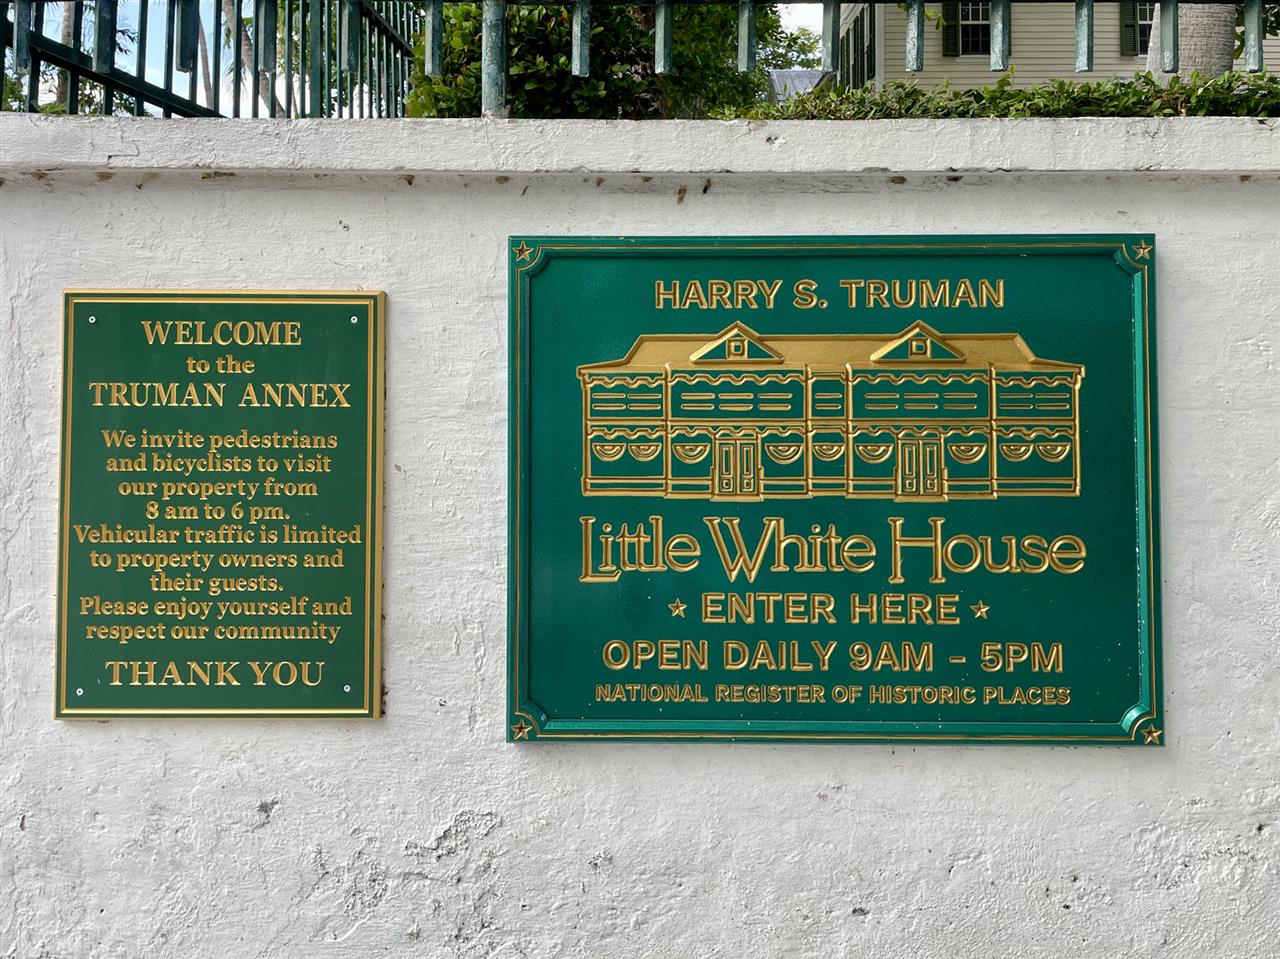 WELCOME
to the
TRUMAN ANNEX
We invite pedestrians
and bicyclists to visit
our property from
8 am to 6 pm.
Vehicular traffic is limited
to property owners and
their guests.
Please enjoy yourself and
respect our community
THANK YOU
HARRY S. TRUMAN
Little White House
ENTER HERE
OPEN DAILY 9AM - 5PM
NATIONAL REGISTER OF HISTORIC PLACES